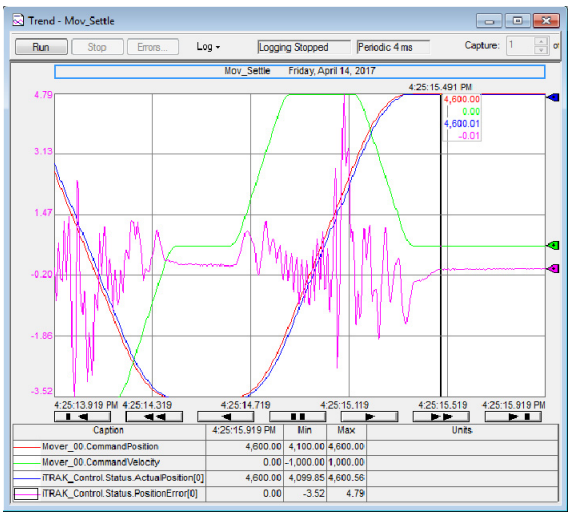 Trend - Mov_Settle
Run Stop Errors... Log Logging Stopped Periodic 4 ms Capture: 1 of
Mov_Settle Friday, April 14, 2017
4:25:15.491 PM
4.79
4,600.00
0.00
4,600.01
-0.01
3.13
1.47
-0.20
-1.86
-3.52
4:25:13.919 PM 4:25:14.319 4:25:14.719 4:25:15.119 4:25:15.519 4:25:15.919 PM
Caption 4:25:15.919 PM Min Max Units
Mover_00.CommandPosition 4,600.00 4,100.00 4,600.00
Mover_00.CommandVelocity 0.00 -1,000.00 1,000.00
iTRAK_Control.Status.ActualPosition[0] 4,600.00 4,099.85 4,600.56
iTRAK_Control.Status.PositionError[0] 0.00 -3.52 4.79